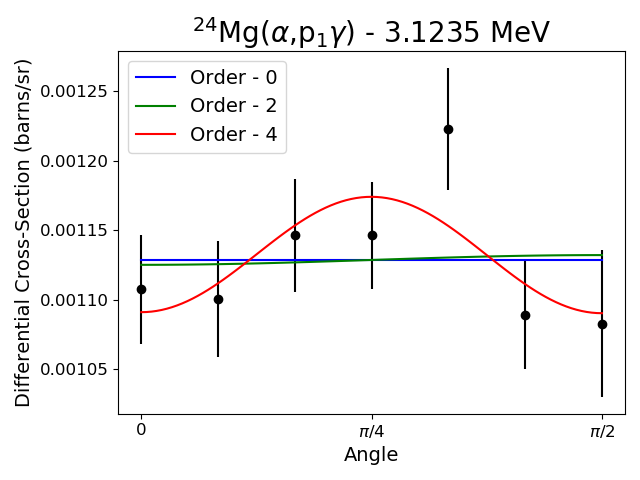 ²⁴Mg(α,p₁γ) - 3.1235 MeV
Differential Cross-Section (barns/sr)
0.00125
0.00120
0.00115
0.00110
0.00105
Order - 0
Order - 2
Order - 4
0
π/4
π/2
Angle